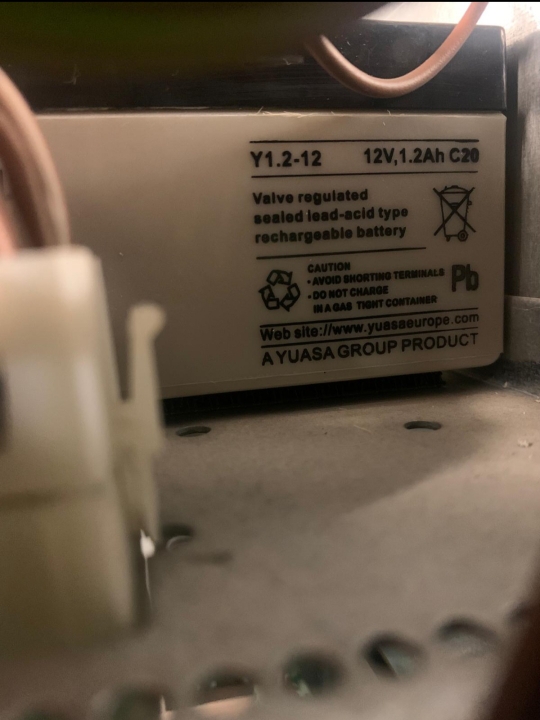 Y1.2-12 12V,1.2Ah C20
Valve regulated
sealed lead-acid type
rechargeable battery
CAUTION
• AVOID SHORTING TERMINALS
• DO NOT CHARGE
IN A GAS TIGHT CONTAINER
Pb
Web site://www.yuasaeurope.com
A YUASA GROUP PRODUCT